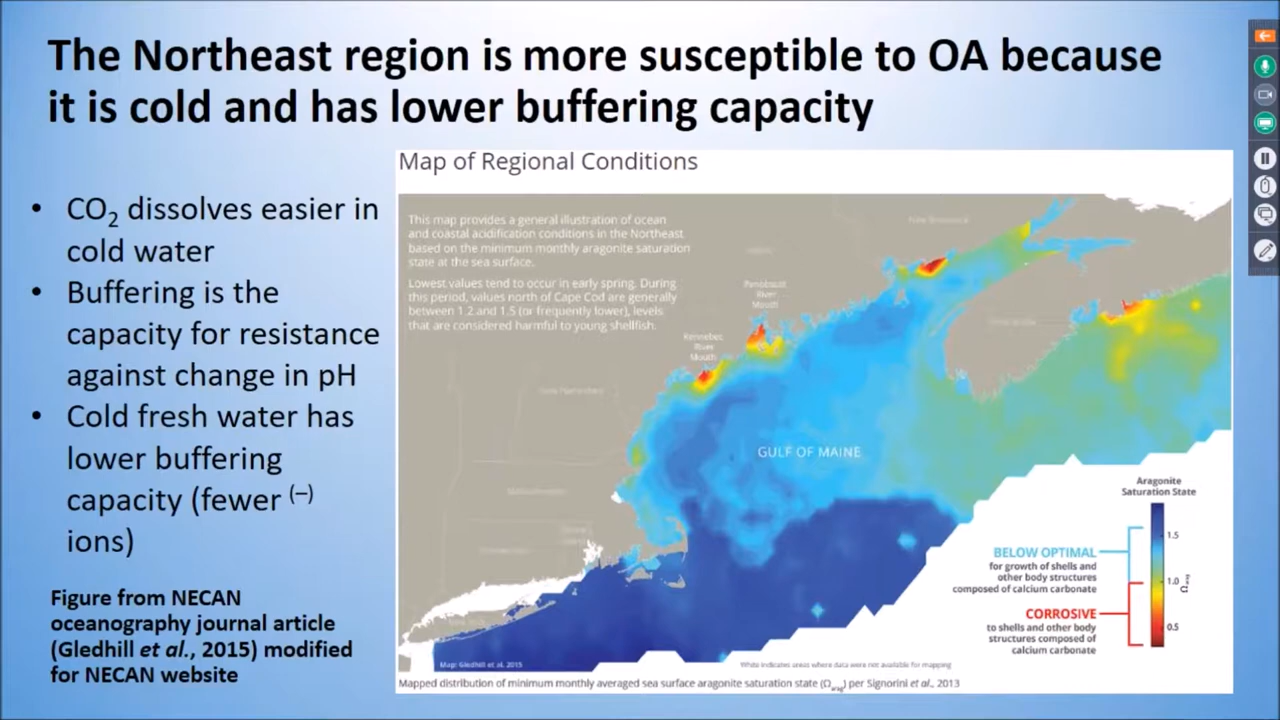 The Northeast region is more susceptible to OA because
it is cold and has lower buffering capacity
• CO₂ dissolves easier in
cold water
• Buffering is the
capacity for resistance
against change in pH
• Cold fresh water has
lower buffering
capacity (fewer (–)
ions)
Figure from NECAN
oceanography journal article
(Gledhill et al., 2015) modified
for NECAN website
Map of Regional Conditions
This map provides a general illustration of ocean
and coastal acidification conditions in the Northeast
based on the minimum monthly aragonite saturation
state at the sea surface.
Lowest values tend to occur in early spring. During
this period, values north of Cape Cod are generally
between 1.2 and 1.5 (or frequently lower), levels
that are considered harmful to young shellfish.
New Brunswick
Penobscot
River
Mouth
Kennebec
River
Mouth
GULF OF MAINE
Aragonite
Saturation State
1.5
1.0
0.5
Ωarag
BELOW OPTIMAL
for growth of shells and
other body structures
composed of calcium carbonate
CORROSIVE
to shells and other body
structures composed of
calcium carbonate
Map: Gledhill et al. 2015
White indicates areas where data were not available for mapping
Mapped distribution of minimum monthly averaged sea surface aragonite saturation state (Ωarag) per Signorini et al., 2013